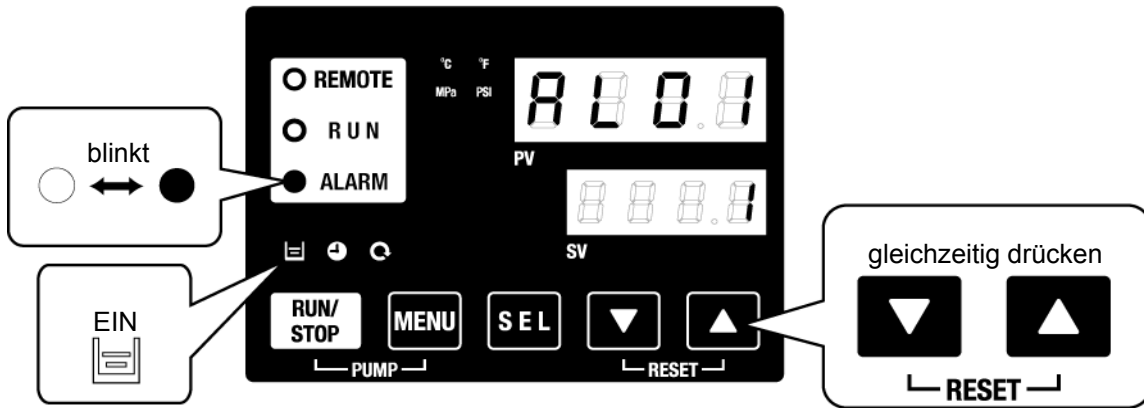 REMOTE
RUN
ALARM
°C °F
MPa PSI
AL01
PV
1
SV
blinkt
EIN
RUN/
STOP
MENU
SEL
PUMP
RESET
gleichzeitig drücken
RESET